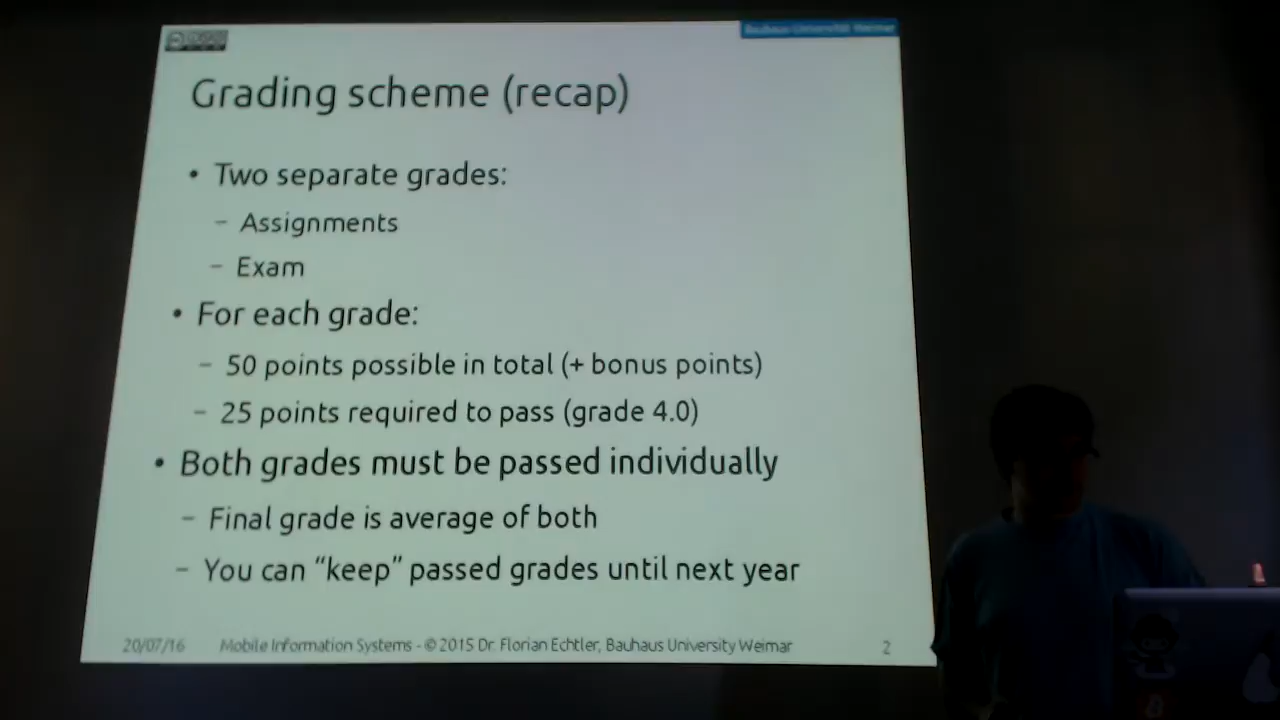 Bauhaus-Universität Weimar
Grading scheme (recap)
• Two separate grades:
– Assignments
– Exam
• For each grade:
– 50 points possible in total (+ bonus points)
– 25 points required to pass (grade 4.0)
• Both grades must be passed individually
– Final grade is average of both
– You can “keep” passed grades until next year
20/07/16 Mobile Information Systems - © 2015 Dr. Florian Echtler, Bauhaus University Weimar 2